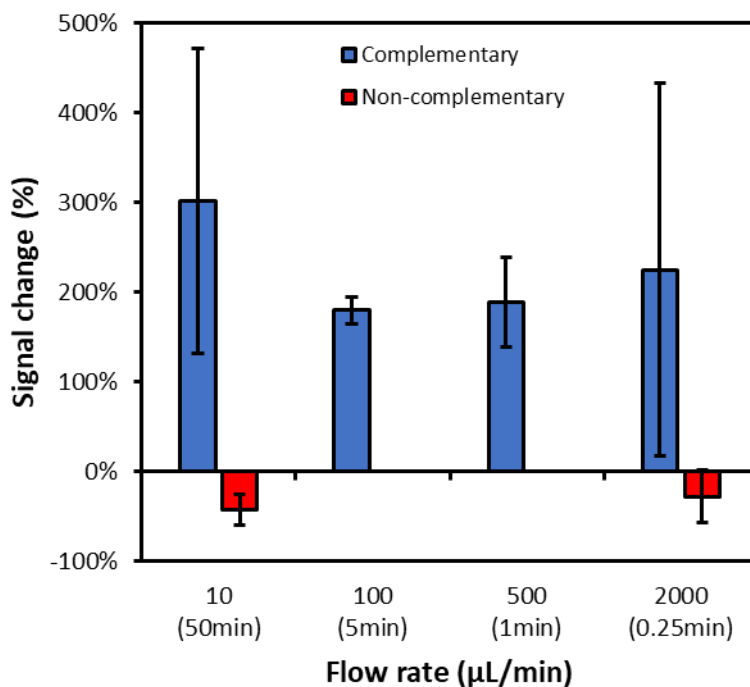 500%
400%
300%
200%
100%
0%
-100%
Signal change (%)
Complementary
Non-complementary
10 100 500 2000
(50min) (5min) (1min) (0.25min)
Flow rate (µL/min)